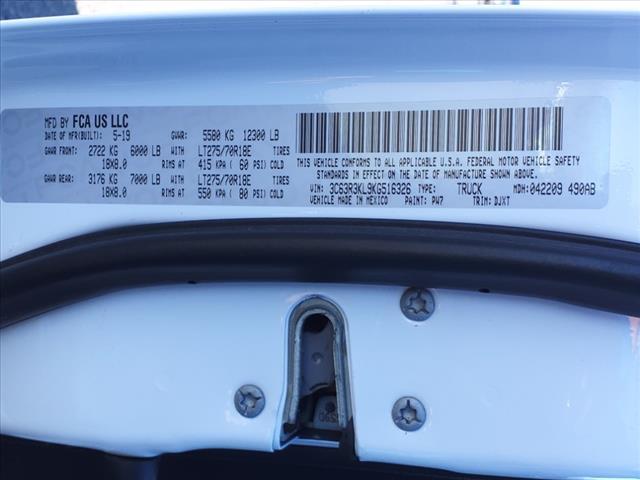 MFD BY FCA US LLC
DATE OF MFR(BUILT): 5-19 GVWR: 5580 KG 12300 LB
GAWR FRONT: 2722 KG 6000 LB WITH LT275/70R18E TIRES
18X8.0 RIMS AT 415 KPA ( 60 PSI) COLD
GAWR REAR: 3176 KG 7000 LB WITH LT275/70R18E TIRES
18X8.0 RIMS AT 550 KPA ( 80 PSI) COLD
THIS VEHICLE CONFORMS TO ALL APPLICABLE U.S.A. FEDERAL MOTOR VEHICLE SAFETY
STANDARDS IN EFFECT ON THE DATE OF MANUFACTURE SHOWN ABOVE.
VIN: 3C63R3KL9KG516326 TYPE: TRUCK MDH: 042209 490AB
VEHICLE MADE IN MEXICO PAINT: PW7 TRIM: DJXT